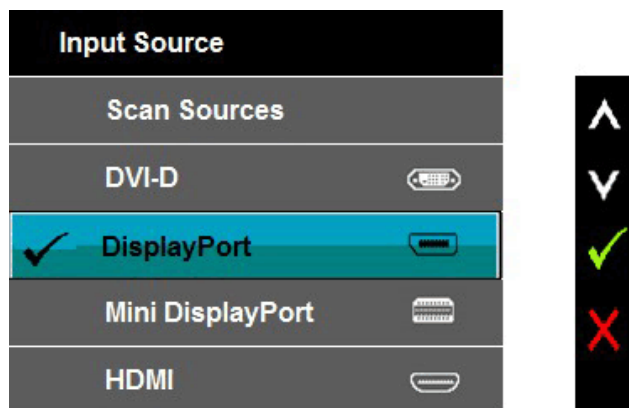 Input Source
Scan Sources
DVI-D
DisplayPort
Mini DisplayPort
HDMI